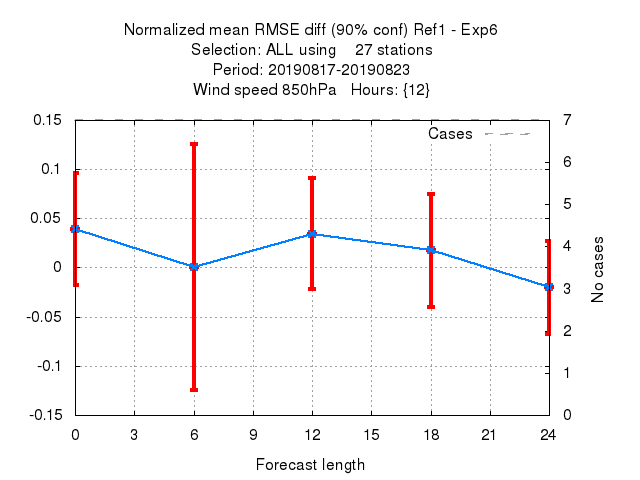 Normalized mean RMSE diff (90% conf) Ref1 - Exp6
Selection: ALL using 27 stations
Period: 20190817-20190823
Wind speed 850hPa Hours: {12}
0.15
0.1
0.05
0
-0.05
-0.1
-0.15
Cases
7
6
5
4
3
2
1
0
No cases
0 3 6 9 12 15 18 21 24
Forecast length